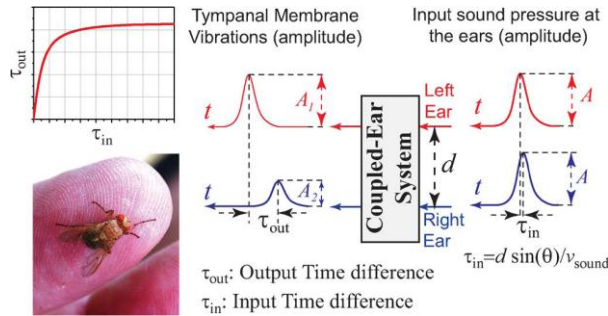 τout
τin
Tympanal Membrane
Vibrations (amplitude)
Input sound pressure at
the ears (amplitude)
t
A1
t
A2
τout
Coupled-Ear
System
Left
Ear
d
Right
Ear
t
A
t
A
τin
τin=d sin(θ)/vsound
τout: Output Time difference
τin: Input Time difference